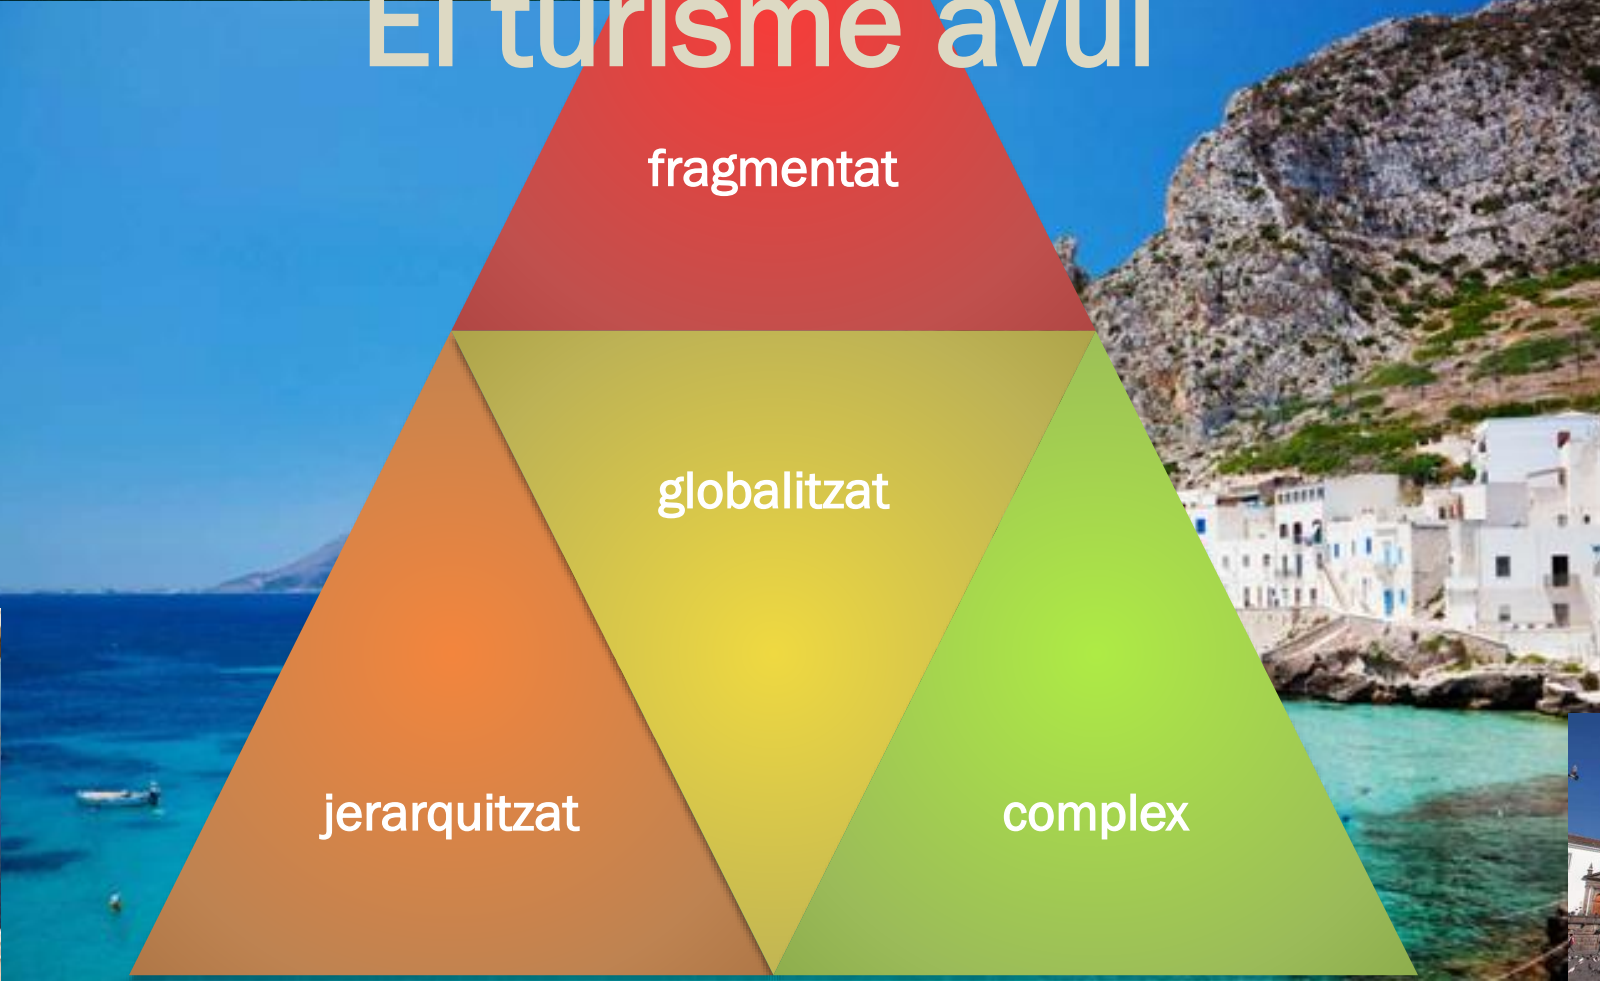 El turisme avui
fragmentat
globalitzat
jerarquitzat
complex